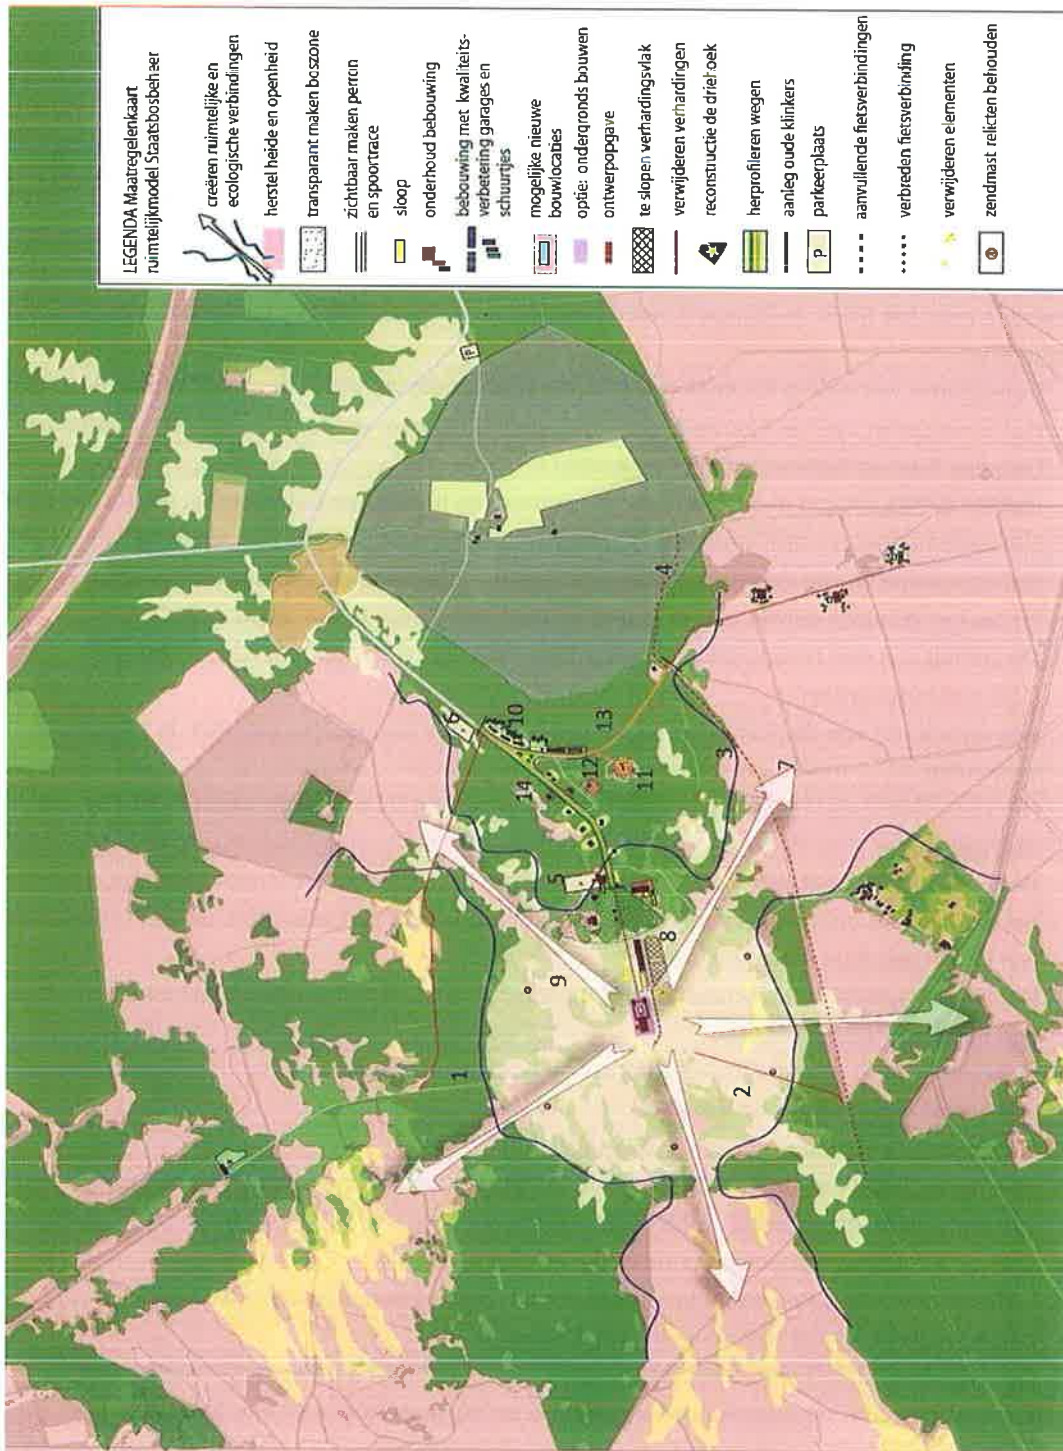 LEGENDA Maatregelenkaart
ruimtelijkmodel Staatsbosbeheer
creëren ruimtelijke en
ecologische verbindingen
herstel heide en openheid
transparant maken boszone
zichtbaar maken perron
en spoortrace
sloop
onderhoud bebouwing
bebouwing met kwaliteits-
verbetering garages en
schuurtjes
mogelijke nieuwe
bouwlocaties
optie: ondergronds bouwen
ontwerpopgave
te slopen verhardingsvlak
verwijderen verhardingen
reconstructie de driehoek
herprofileren wegen
aanleg oude klinkers
P
parkeerplaats
aanvullende fietsverbindingen
verbreden fietsverbinding
verwijderen elementen
zendmast relicten behouden
P
1
2
3
4
5
6
7
8
9
10
11
12
13
14